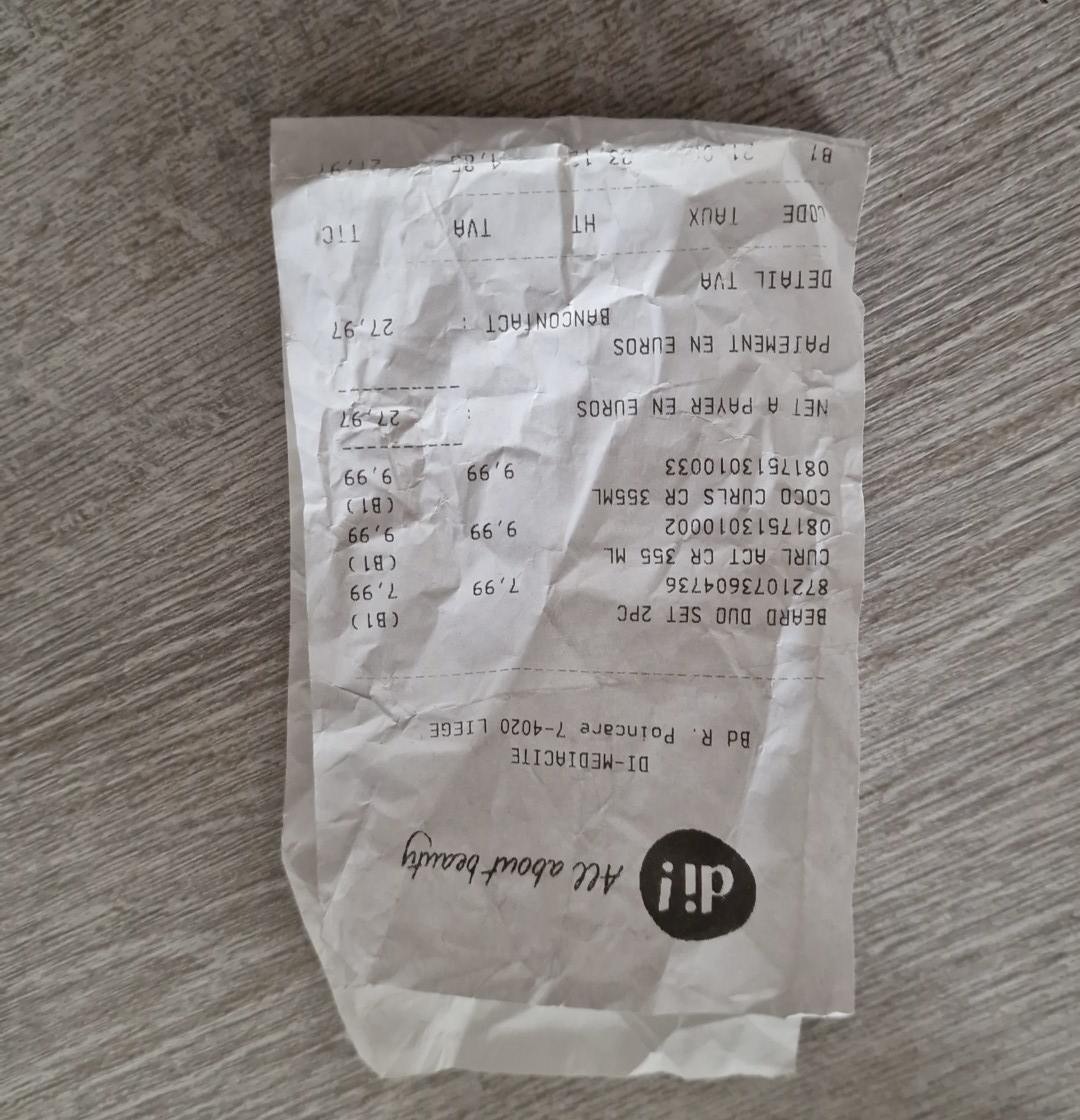 di! All about beauty
DI-MEDIACITE
Bd R. Poincare 7-4020 LIEGE
BEARD DUO SET 2PC (B1)
8721073604736 7,99 7,99
CURL ACT CR 355 ML (B1)
0817513010002 9,99 9,99
COCO CURLS CR 355ML (B1)
0817513010033 9,99 9,99
NET A PAYER EN EUROS : 27,97
PAIEMENT EN EUROS
BANCONTACT : 27,97
DETAIL TVA
CODE TAUX HT TVA TTC
B1 27,97